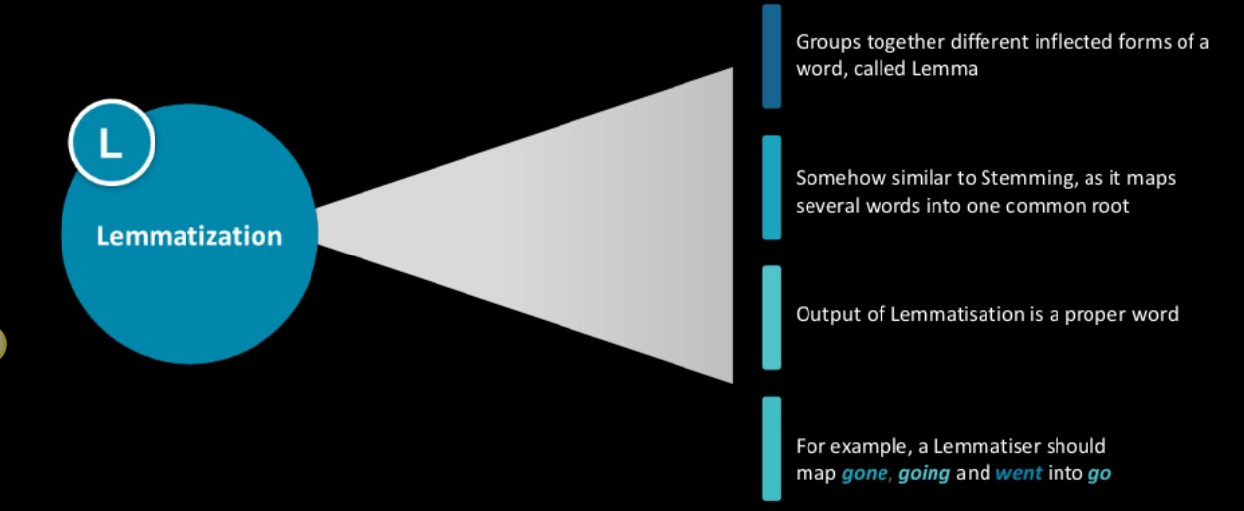 L
Lemmatization
Groups together different inflected forms of a
word, called Lemma
Somehow similar to Stemming, as it maps
several words into one common root
Output of Lemmatisation is a proper word
For example, a Lemmatiser should
map gone, going and went into go